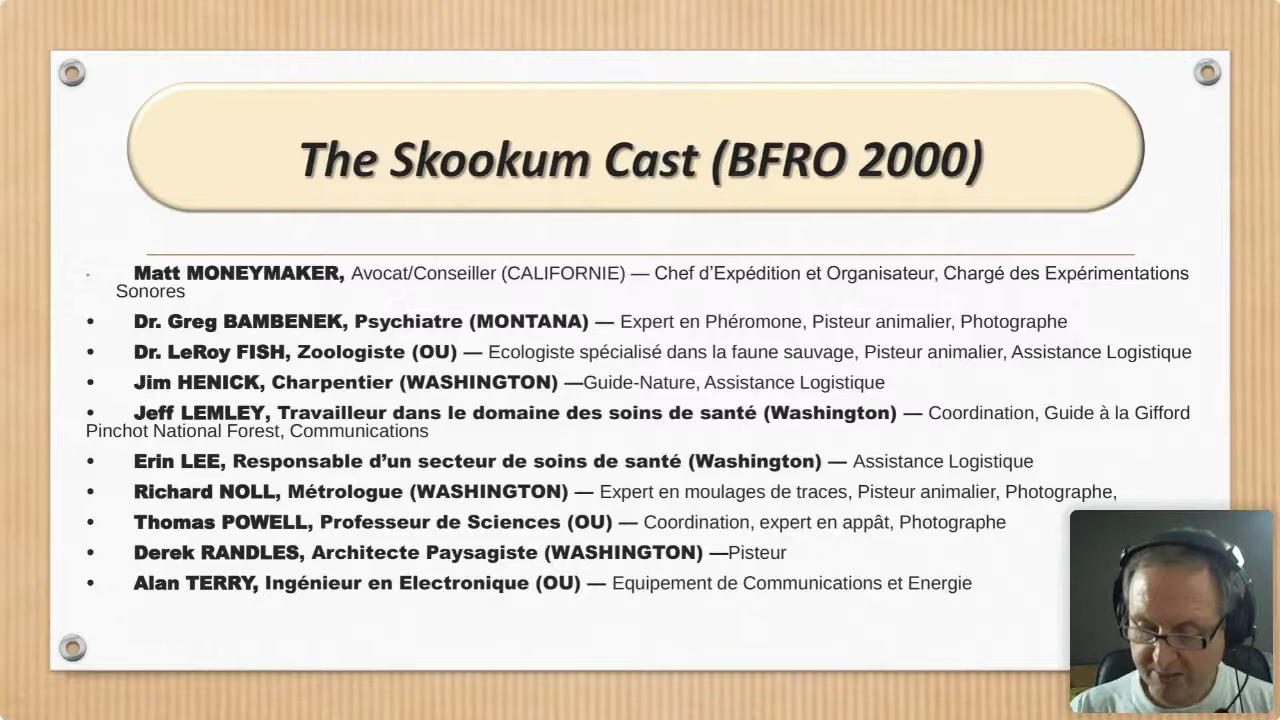 The Skookum Cast (BFRO 2000)
Matt MONEYMAKER, Avocat/Conseiller (CALIFORNIE) — Chef d’Expédition et Organisateur, Chargé des Expérimentations
Sonores
• Dr. Greg BAMBENEK, Psychiatre (MONTANA) — Expert en Phéromone, Pisteur animalier, Photographe
• Dr. LeRoy FISH, Zoologiste (OU) — Ecologiste spécialisé dans la faune sauvage, Pisteur animalier, Assistance Logistique
• Jim HENICK, Charpentier (WASHINGTON) —Guide-Nature, Assistance Logistique
• Jeff LEMLEY, Travailleur dans le domaine des soins de santé (Washington) — Coordination, Guide à la Gifford
Pinchot National Forest, Communications
• Erin LEE, Responsable d’un secteur de soins de santé (Washington) — Assistance Logistique
• Richard NOLL, Métrologue (WASHINGTON) — Expert en moulages de traces, Pisteur animalier, Photographe,
• Thomas POWELL, Professeur de Sciences (OU) — Coordination, expert en appât, Photographe
• Derek RANDLES, Architecte Paysagiste (WASHINGTON) —Pisteur
• Alan TERRY, Ingénieur en Electronique (OU) — Equipement de Communications et Energie